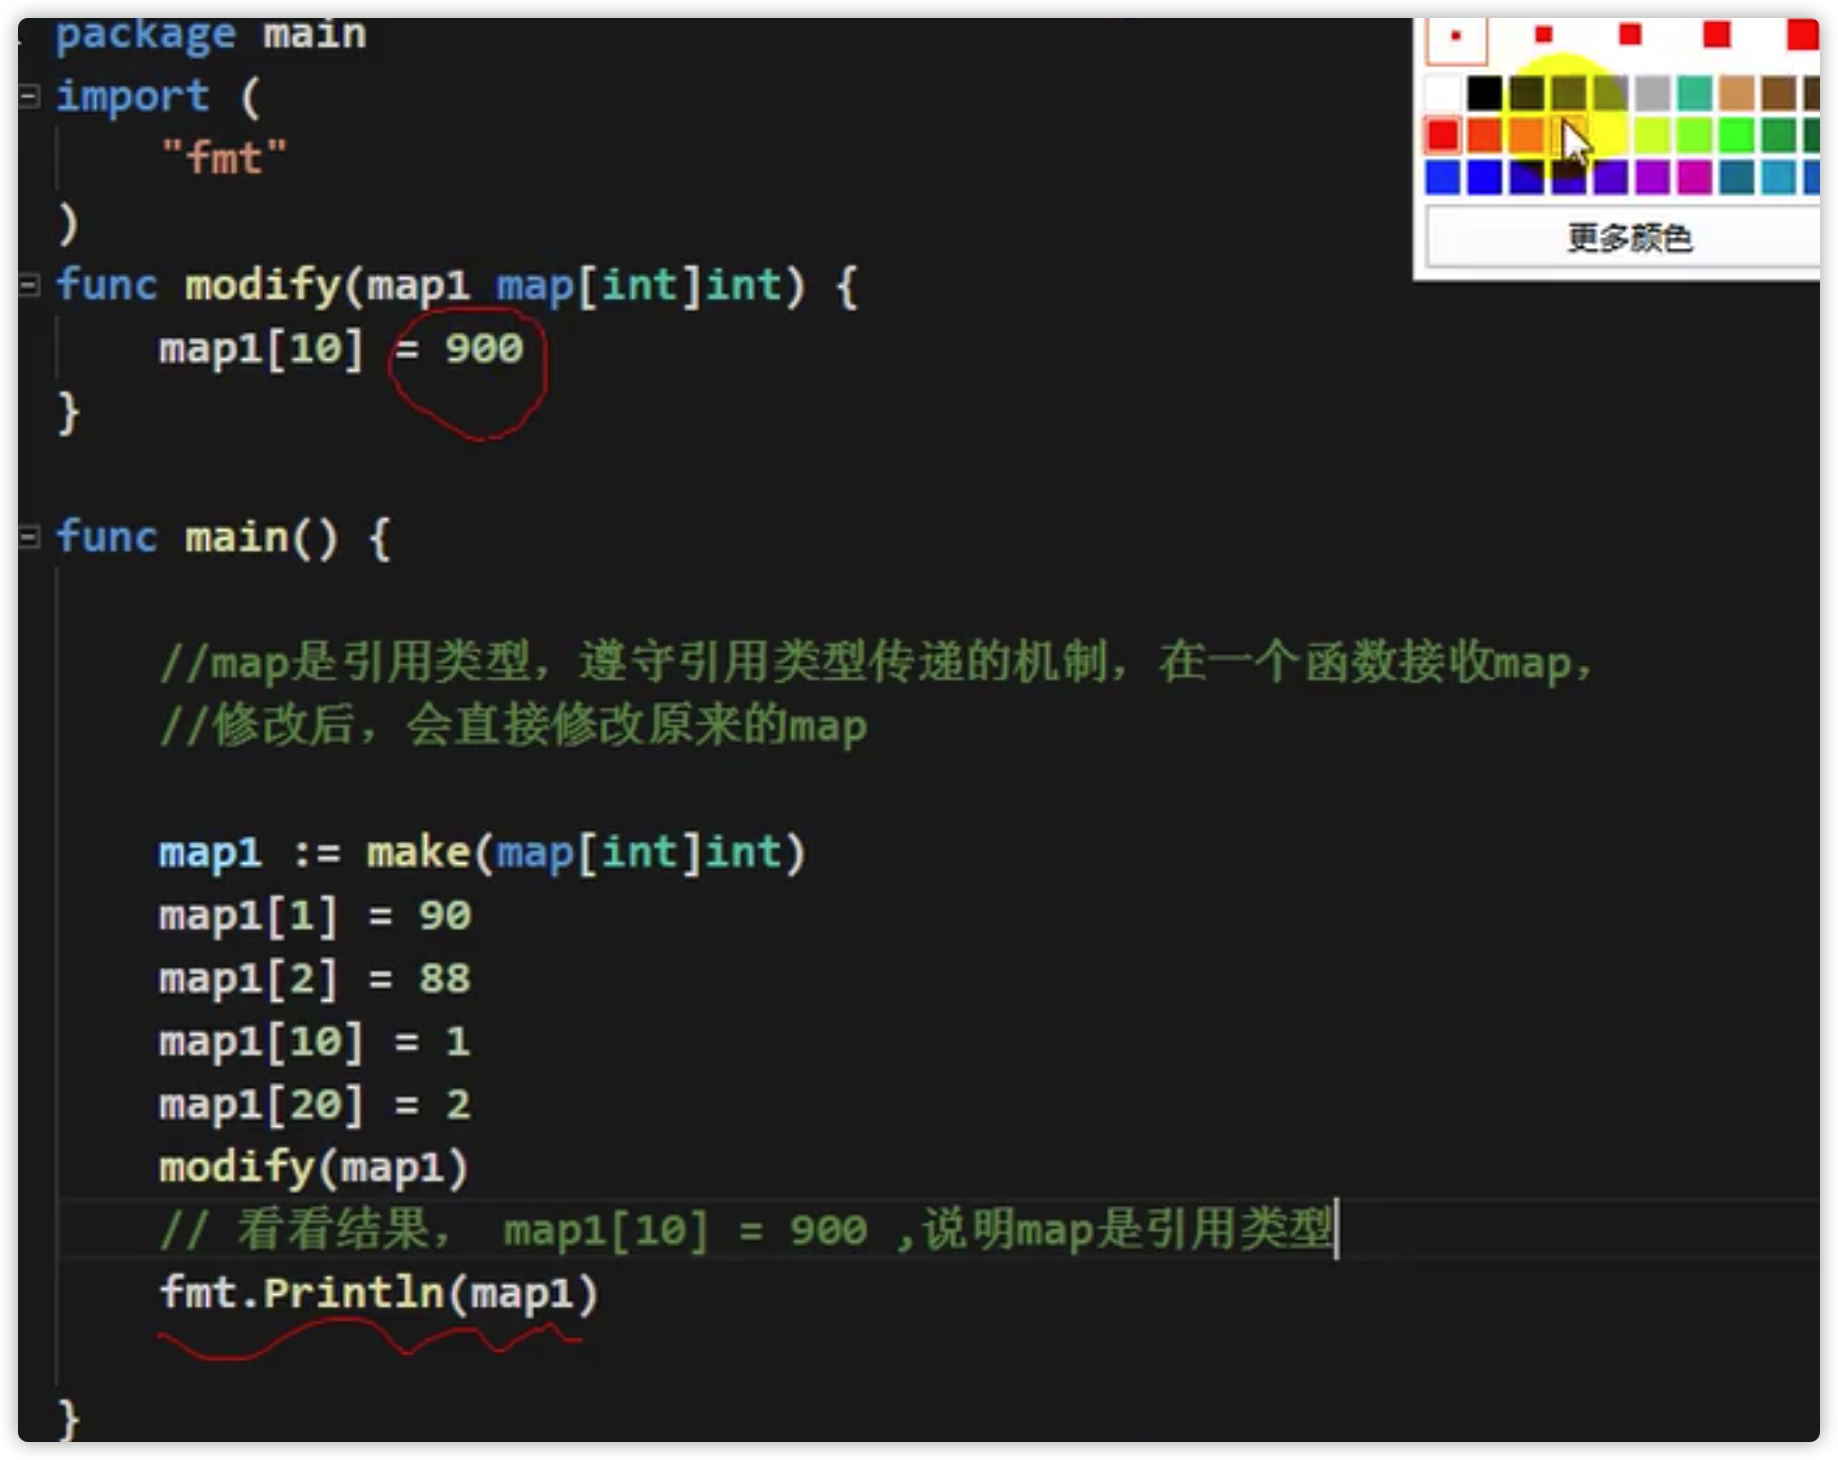 package main
import (
"fmt"
)
func modify(map1 map[int]int) {
map1[10] = 900
}
func main() {
//map是引用类型，遵守引用类型传递的机制，在一个函数接收map，
//修改后，会直接修改原来的map
map1 := make(map[int]int)
map1[1] = 90
map1[2] = 88
map1[10] = 1
map1[20] = 2
modify(map1)
// 看看结果， map1[10] = 900 ,说明map是引用类型
fmt.Println(map1)
}
更多颜色